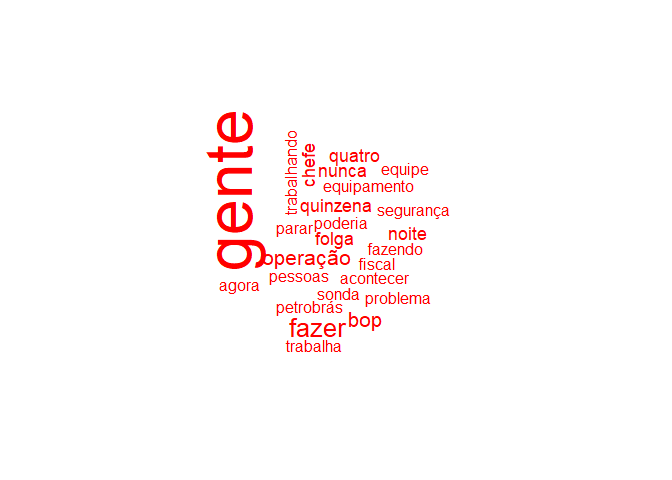 gente
trabalhando
chefe
quatro
nunca
equipe
equipamento
quinzena
segurança
parar
poderia
folga
noite
fazendo
operação
fiscal
pessoas
acontecer
agora
sonda
problema
petrobrás
fazer
bop
trabalha